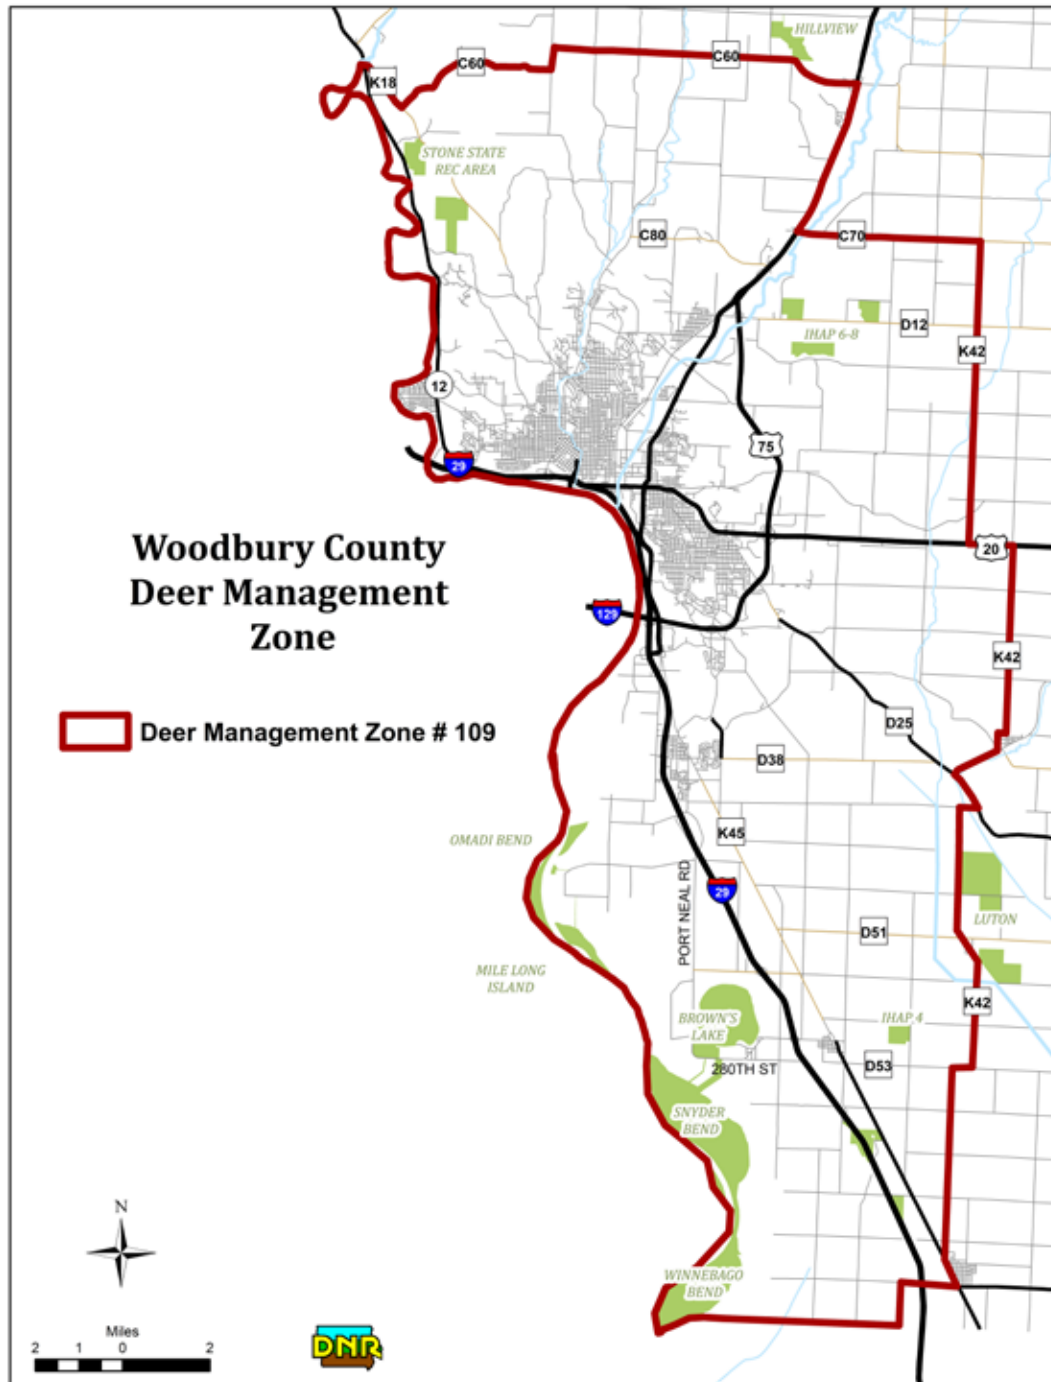 HILLVIEW
C60
C60
K18
STONE STATE
REC AREA
C80
C70
IHAP 6-8
D12
K42
12
75
29
20
Woodbury County
Deer Management
Zone
129
K42
Deer Management Zone # 109
D25
D38
OMADI BEND
K45
PORT NEAL RD
29
LUTON
D51
MILE LONG
ISLAND
K42
BROWN'S
LAKE
IHAP 4
280TH ST
D53
SNYDER
BEND
N
WINNEBAGO
BEND
Miles
2 1 0 2
DNR